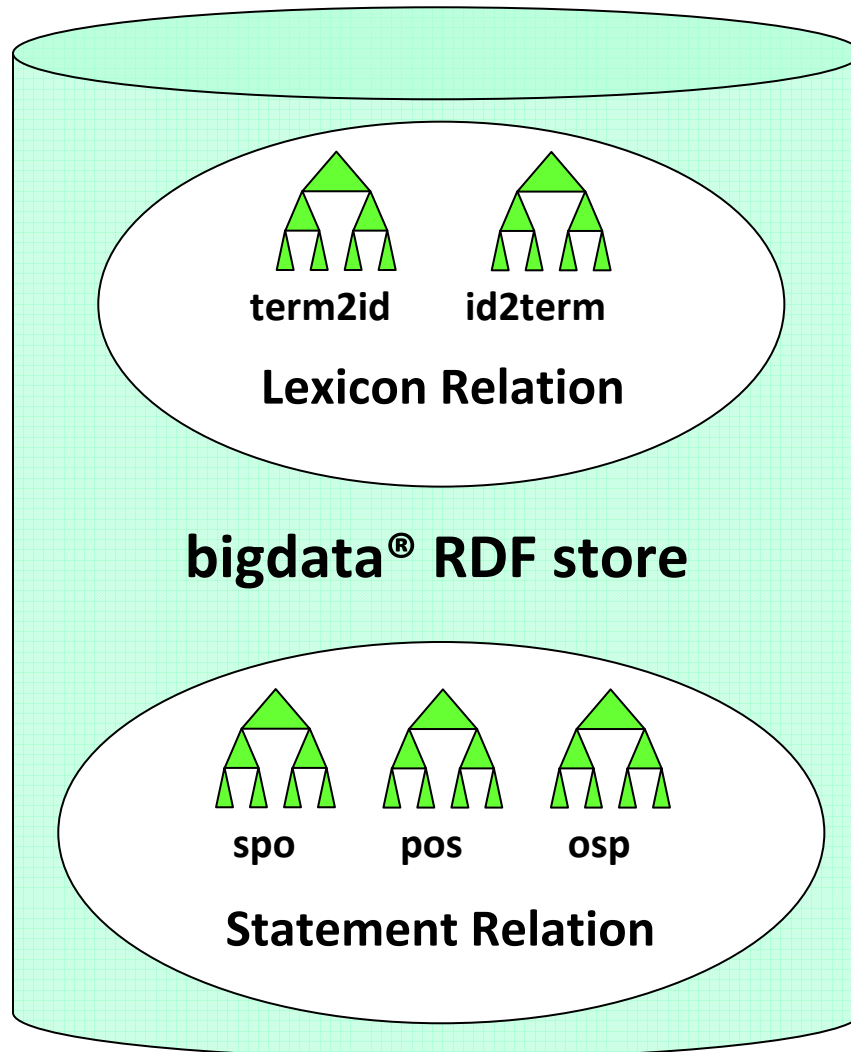 term2id id2term
Lexicon Relation
bigdata® RDF store
spo pos osp
Statement Relation